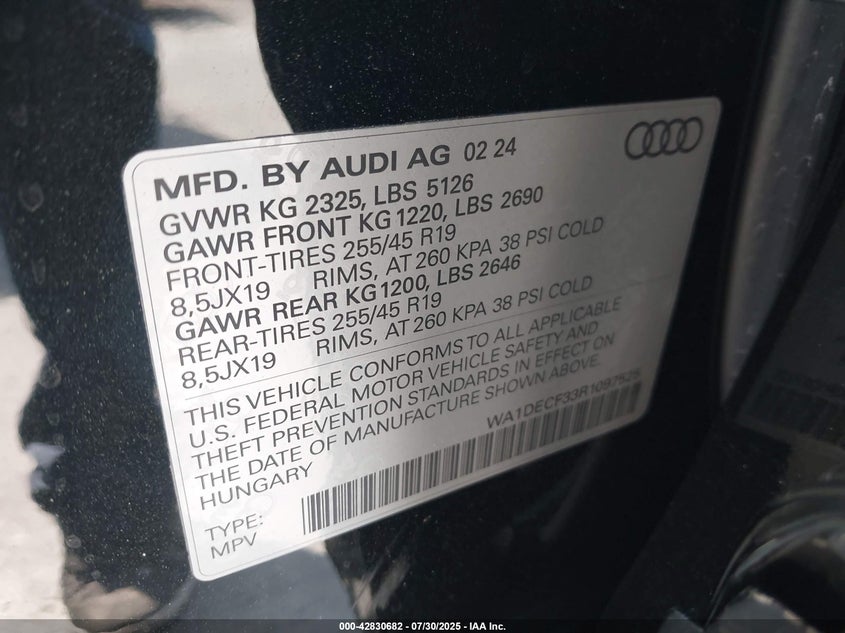 MFD. BY AUDI AG 02 24
GVWR KG 2325, LBS 5126
GAWR FRONT KG 1220, LBS 2690
FRONT-TIRES 255/45 R19
8,5JX19 RIMS, AT 260 KPA 38 PSI COLD
GAWR REAR KG 1200, LBS 2646
REAR-TIRES 255/45 R19
8,5JX19 RIMS, AT 260 KPA 38 PSI COLD
THIS VEHICLE CONFORMS TO ALL APPLICABLE
U.S. FEDERAL MOTOR VEHICLE SAFETY AND
THEFT PREVENTION STANDARDS IN EFFECT ON
THE DATE OF MANUFACTURE SHOWN ABOVE.
HUNGARY
WA1DECF33R1097525
TYPE:
MPV
000-42830682 - 07/30/2025 - IAA Inc.